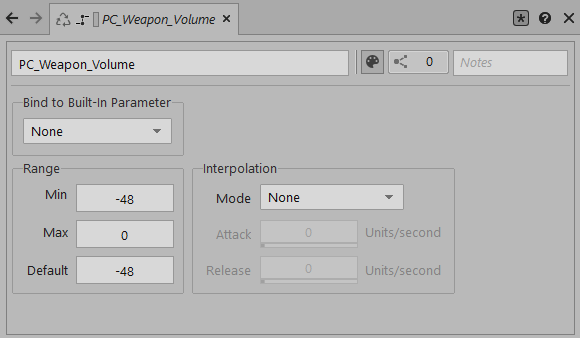 PC_Weapon_Volume
PC_Weapon_Volume 0 Notes
Bind to Built-In Parameter
None
Range
Min -48
Max 0
Default -48
Interpolation
Mode None
Attack 0 Units/second
Release 0 Units/second